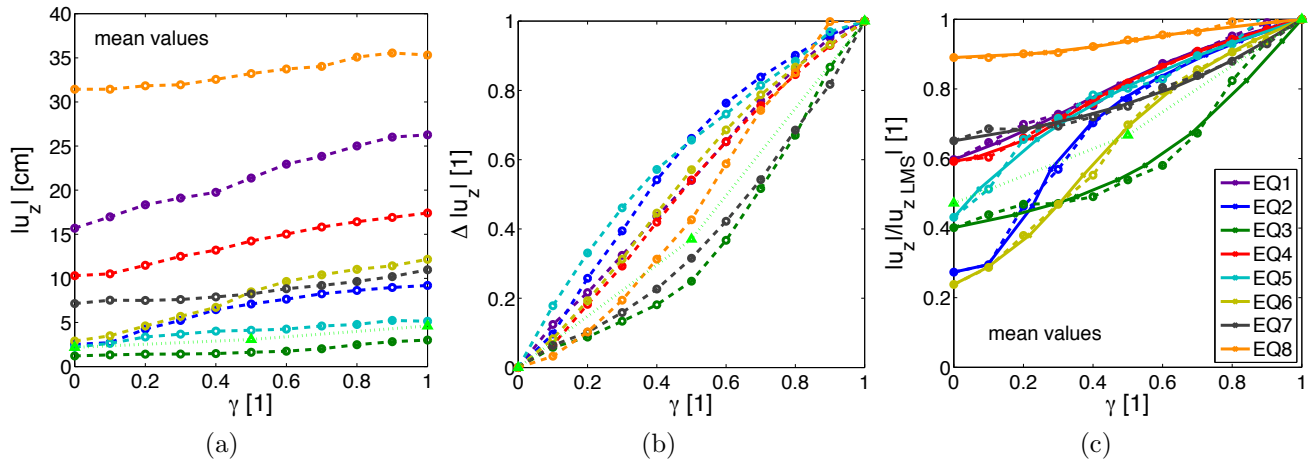 40
35
30
25
20
15
10
5
0
mean values
|u_z| [cm]
0 0.2 0.4 0.6 0.8 1
γ [1]
(a)
1
0.8
0.6
0.4
0.2
0
Δ |u_z| [1]
0 0.2 0.4 0.6 0.8 1
γ [1]
(b)
1
0.8
0.6
0.4
0.2
0
|u_z|/|u_z LMS| [1]
mean values
EQ1
EQ2
EQ3
EQ4
EQ5
EQ6
EQ7
EQ8
0 0.2 0.4 0.6 0.8 1
γ [1]
(c)